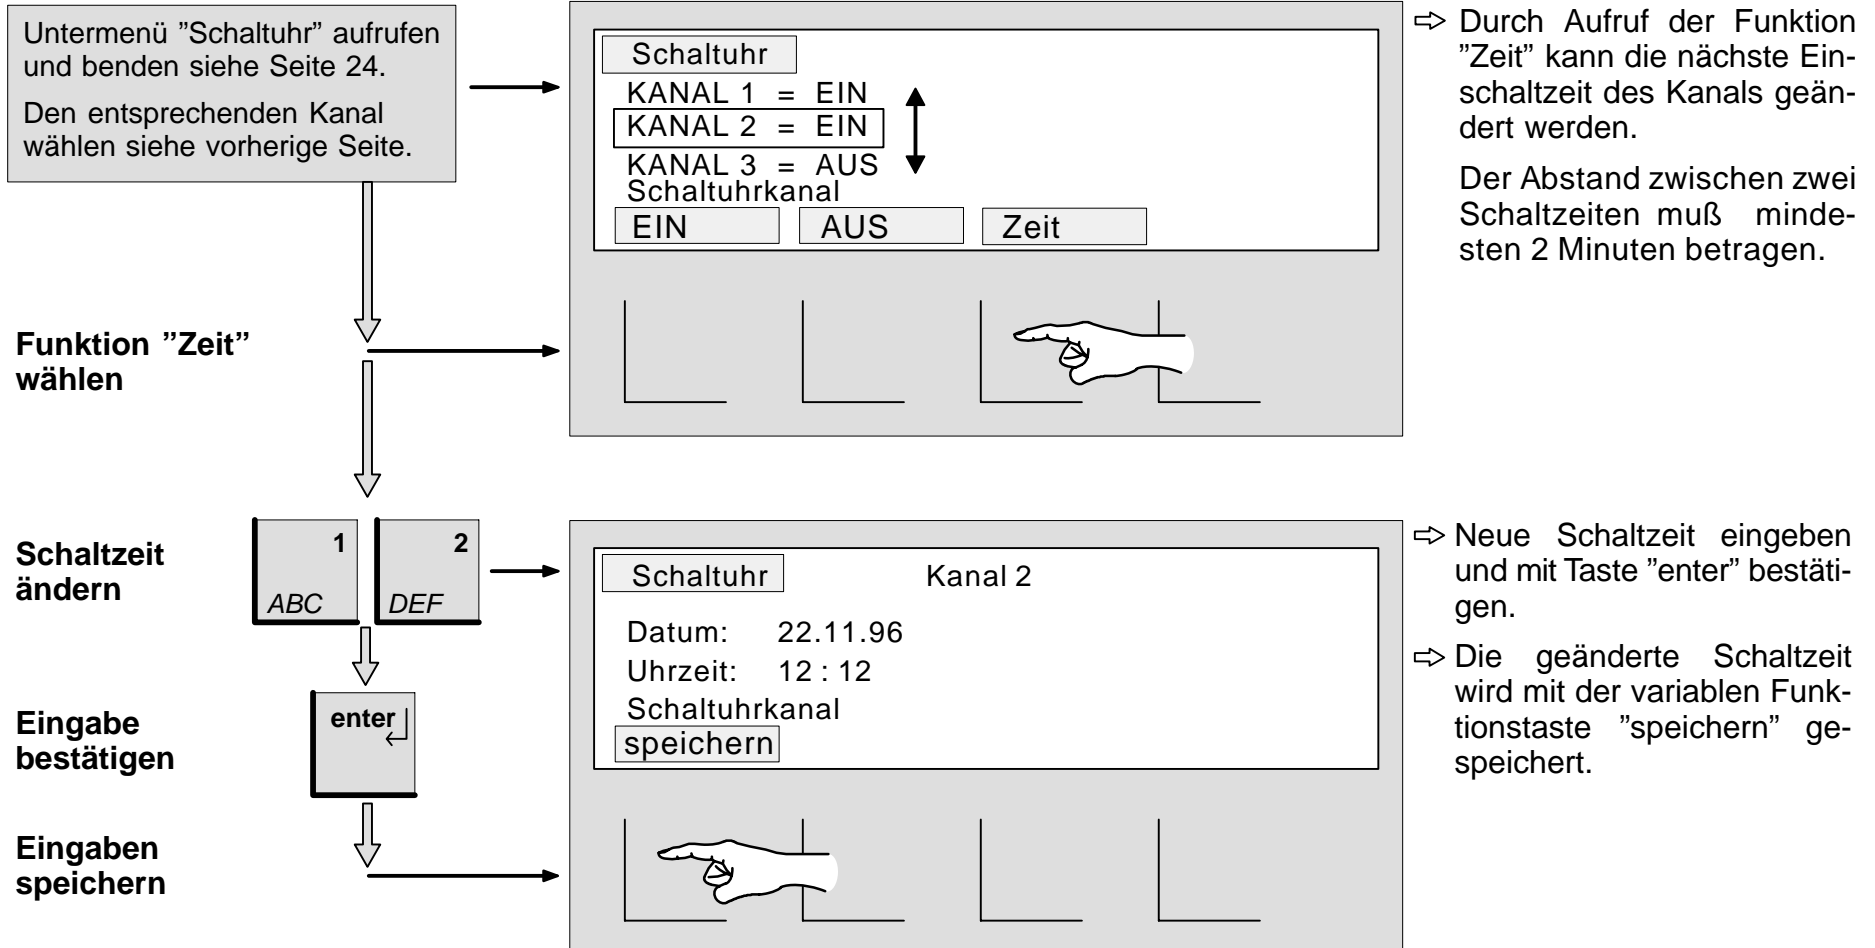 Untermenü ”Schaltuhr” aufrufen
und benden siehe Seite 24.
Den entsprechenden Kanal
wählen siehe vorherige Seite.
Schaltuhr
KANAL 1 = EIN
KANAL 2 = EIN
KANAL 3 = AUS
Schaltuhrkanal
EIN AUS Zeit
Durch Aufruf der Funktion
”Zeit” kann die nächste Ein-
schaltzeit des Kanals geän-
dert werden.
Der Abstand zwischen zwei
Schaltzeiten muß minde-
sten 2 Minuten betragen.
Funktion ”Zeit”
wählen
Schaltzeit
ändern
1
ABC
2
DEF
Schaltuhr Kanal 2
Datum: 22.11.96
Uhrzeit: 12 : 12
Schaltuhrkanal
speichern
Neue Schaltzeit eingeben
und mit Taste ”enter” bestäti-
gen.
Die geänderte Schaltzeit
wird mit der variablen Funk-
tionstaste ”speichern” ge-
speichert.
Eingabe
bestätigen
enter
Eingaben
speichern